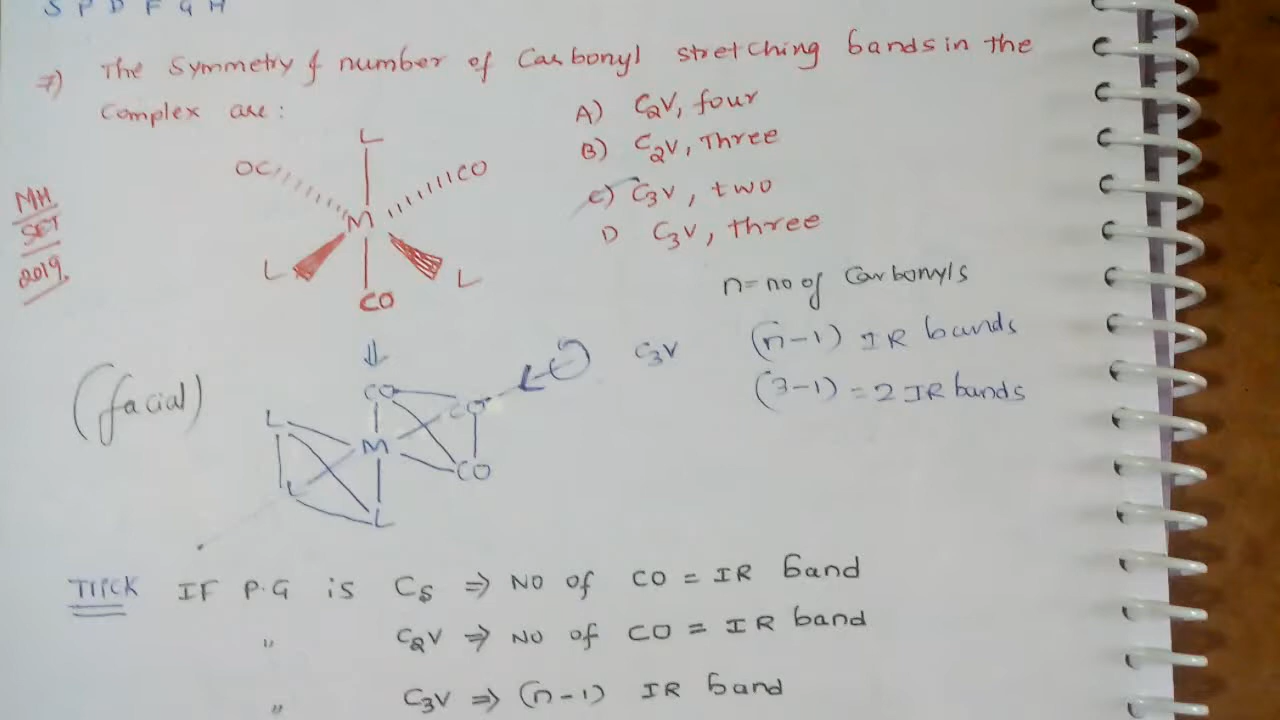 S P D F G H
7) The Symmetry & number of Carbonyl stretching bands in the
Complex are:
A) C2V, four
B) C2V, Three
C) C3V, two
D C3V, three
MH
SET
2019.
L
OC
CO
M
L
L
CO
n=no of Carbonyls
(n-1) IR bands
(3-1) = 2 IR bands
C3V
(facial)
CO
L
CO
M
CO
L
L
TRICK IF P.G is CS ⇒ NO of CO = IR band
" C2V ⇒ NO of CO = IR band
" C3V ⇒ (n-1) IR band